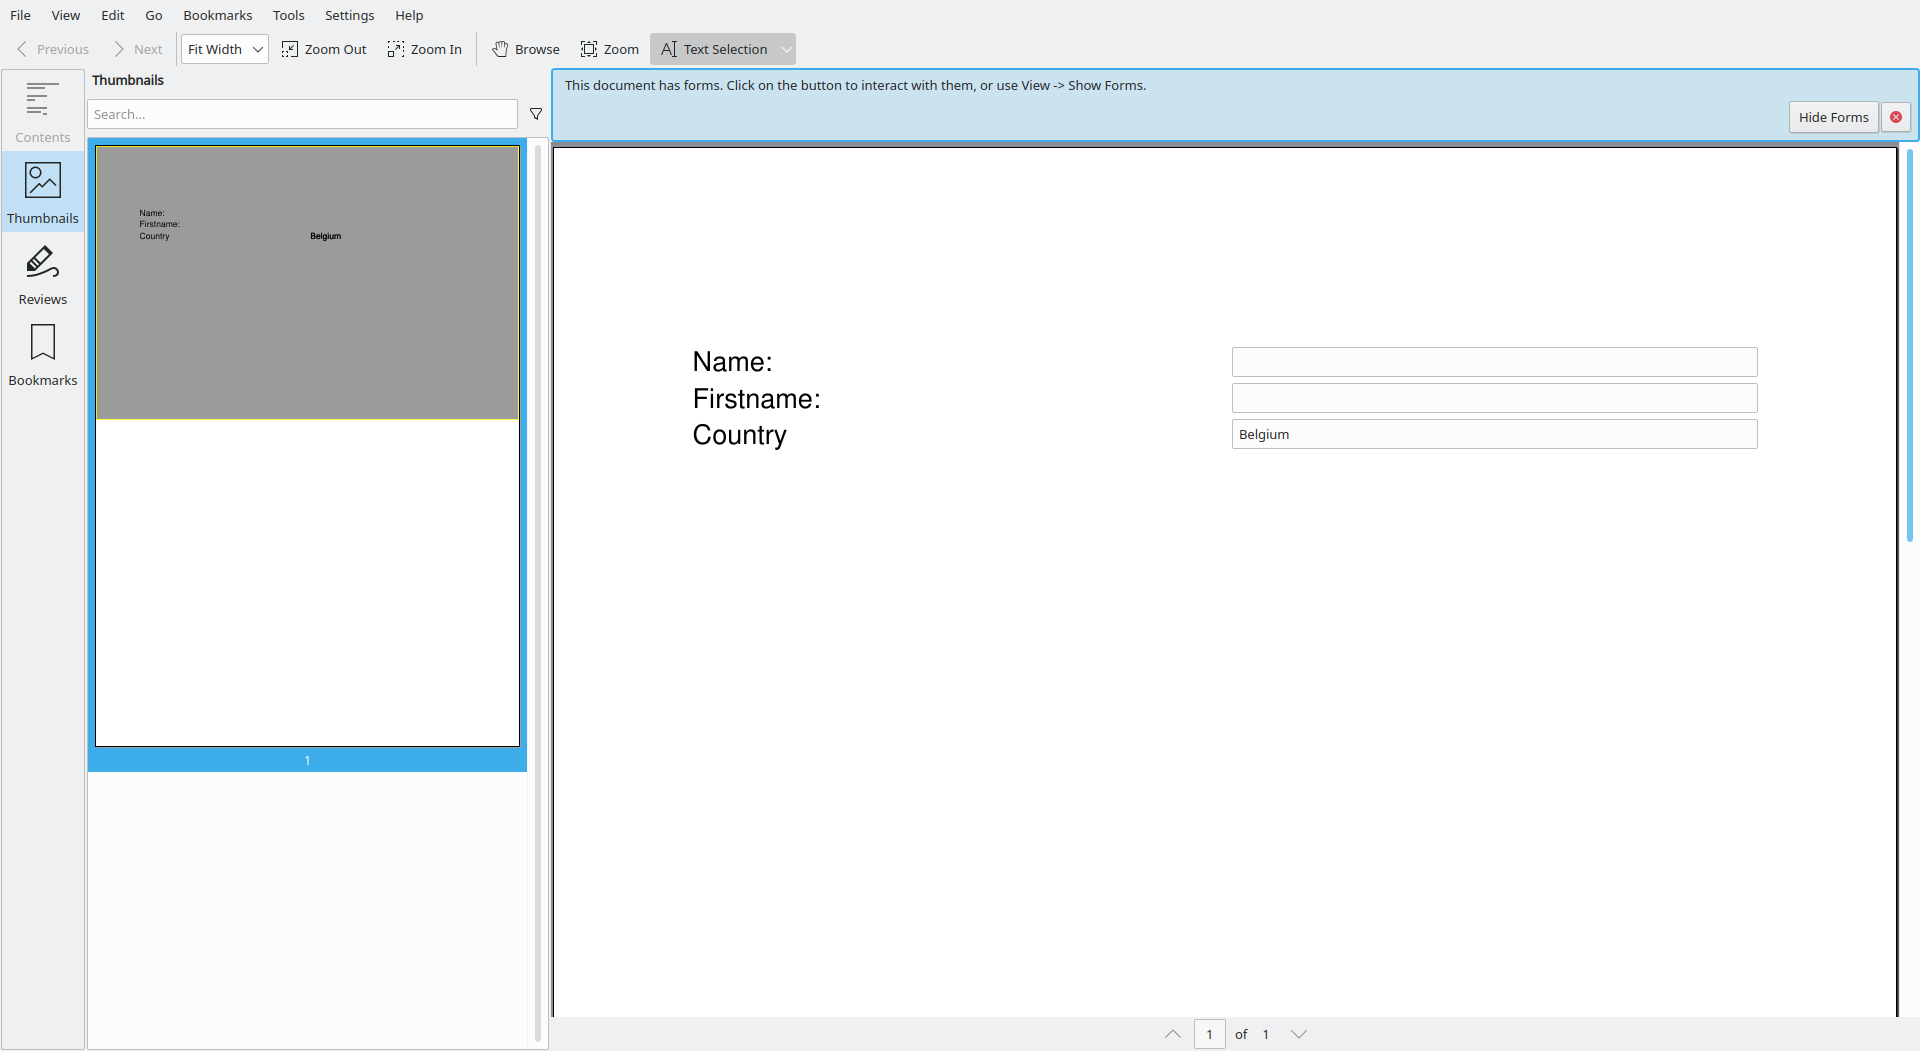 File View Edit Go Bookmarks Tools Settings Help
Previous Next Fit Width Zoom Out Zoom In Browse Zoom Text Selection
Contents
Thumbnails
Reviews
Bookmarks
Thumbnails
Search...
Name:
Firstname:
Country Belgium
1
This document has forms. Click on the button to interact with them, or use View -> Show Forms.
Hide Forms
Name:
Firstname:
Country Belgium
1 of 1